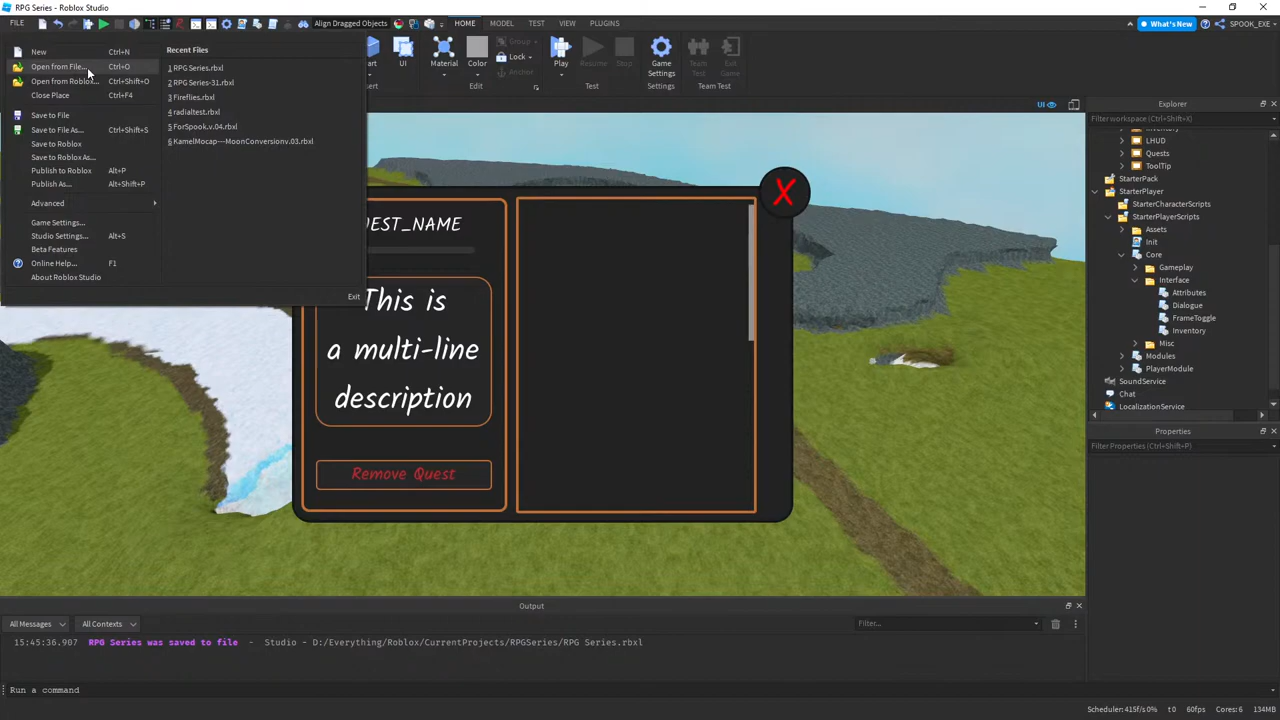 RPG Series - Roblox Studio
FILE
Align Dragged Objects
HOME
MODEL
TEST
VIEW
PLUGINS
What's New
SPOOK_EXE
New Ctrl+N
Open from File... Ctrl+O
Open from Roblox... Ctrl+Shift+O
Close Place Ctrl+F4
Save to File
Save to File As... Ctrl+Shift+S
Save to Roblox
Save to Roblox As...
Publish to Roblox Alt+P
Publish As... Alt+Shift+P
Advanced
Game Settings...
Studio Settings... Alt+S
Beta Features
Online Help... F1
About Roblox Studio
Recent Files
1 RPG Series.rbxl
2 RPG Series-31.rbxl
3 Fireflies.rbxl
4 radialtest.rbxl
5 ForSpook.v.04.rbxl
6 KamelMocap---MoonConversionv.03.rbxl
Exit
UI
Material
Color
Group
Lock
Anchor
Play
Resume
Stop
Game
Settings
Exit
Game
Test
Team Test
UI
X
EST_NAME
This is
a multi-line
description
Remove Quest
Explorer
Filter workspace (Ctrl+Shift+X)
LHUD
Quests
ToolTip
StarterPack
StarterPlayer
StarterCharacterScripts
StarterPlayerScripts
Assets
Init
Core
Gameplay
Interface
Attributes
Dialogue
FrameToggle
Inventory
Misc
Modules
PlayerModule
SoundService
Chat
LocalizationService
Properties
Filter Properties (Ctrl+Shift+P)
Output
All Messages
All Contexts
Filter...
15:45:36.907 RPG Series was saved to file - Studio - D:/Everything/Roblox/CurrentProjects/RPGSeries/RPG Series.rbxl
Run a command
Scheduler: 415f/s 0% t 0 60fps Cores: 6 134MB